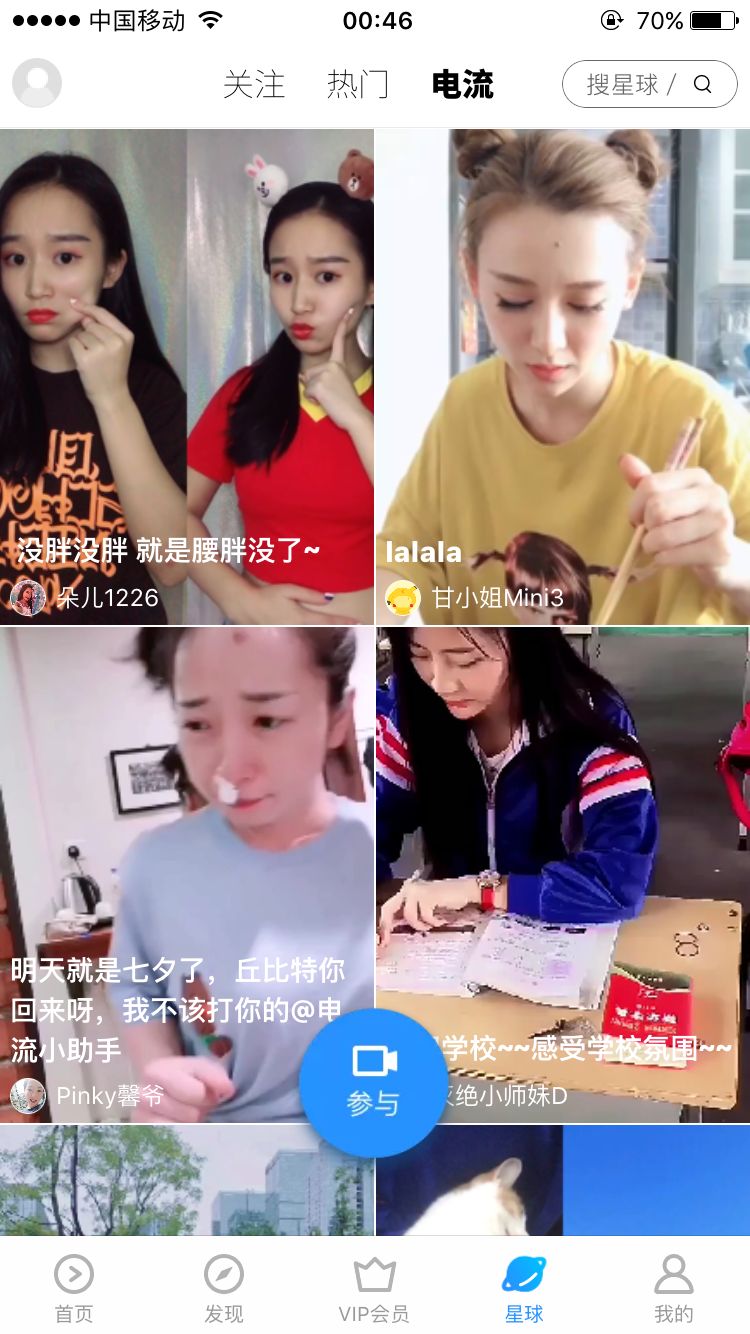 中国移动
00:46
70%
关注
热门
电流
搜星球 /
没胖没胖 就是腰胖没了~
朵儿1226
lalala
甘小姐Mini3
明天就是七夕了，丘比特你
回来呀，我不该打你的@电
流小助手
Pinky馨爷
学校~~感受学校氛围~~
绝小师妹D
参与
首页
发现
VIP会员
星球
我的